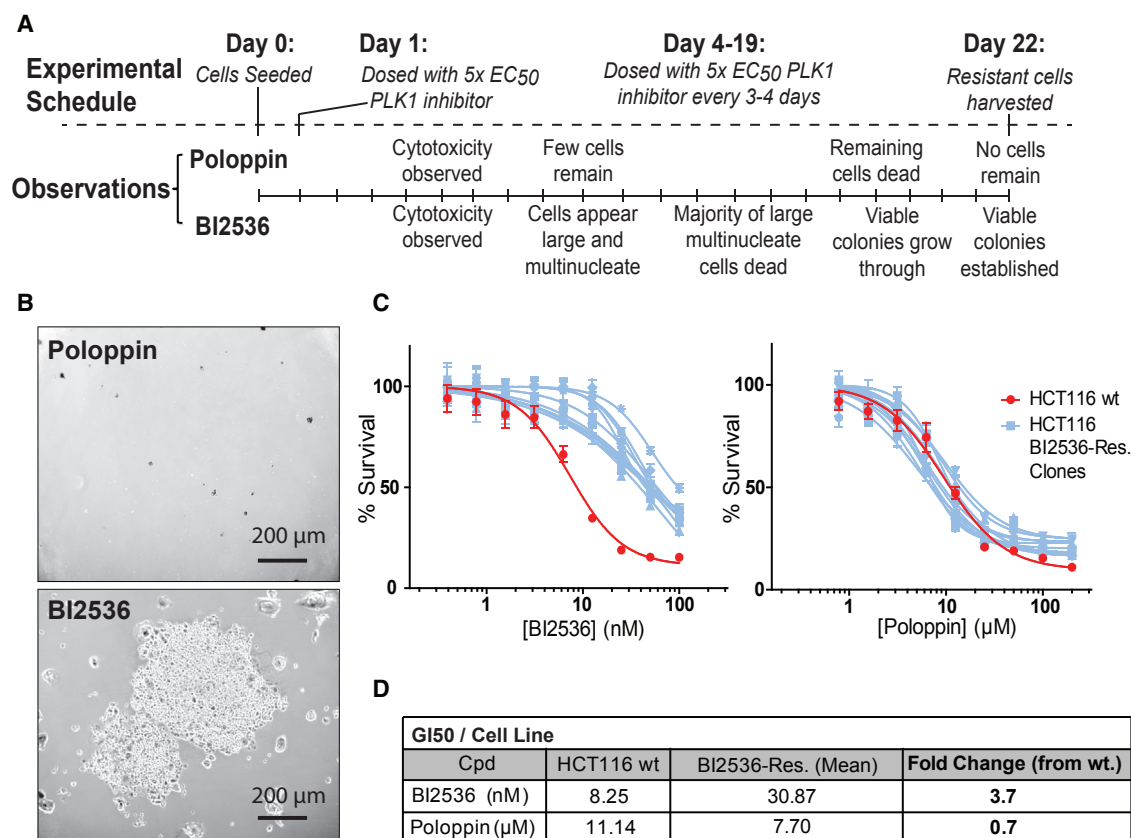 A
Experimental
Schedule
Day 0:
Cells Seeded
Day 1:
Dosed with 5x EC50
PLK1 inhibitor
Day 4-19:
Dosed with 5x EC50 PLK1
inhibitor every 3-4 days
Day 22:
Resistant cells
harvested
Observations
Poloppin
Cytotoxicity
observed
Few cells
remain
Remaining
cells dead
No cells
remain
BI2536
Cytotoxicity
observed
Cells appear
large and
multinucleate
Majority of large
multinucleate
cells dead
Viable
colonies grow
through
Viable
colonies
established
B
Poloppin
200 µm
BI2536
200 µm
C
% Survival
100
50
0
1
10
100
[BI2536] (nM)
% Survival
100
50
0
1
10
100
[Poloppin] (µM)
HCT116 wt
HCT116
BI2536-Res.
Clones
D
GI50 / Cell Line
Cpd HCT116 wt BI2536-Res. (Mean) Fold Change (from wt.)
BI2536 (nM) 8.25 30.87 3.7
Poloppin (µM) 11.14 7.70 0.7